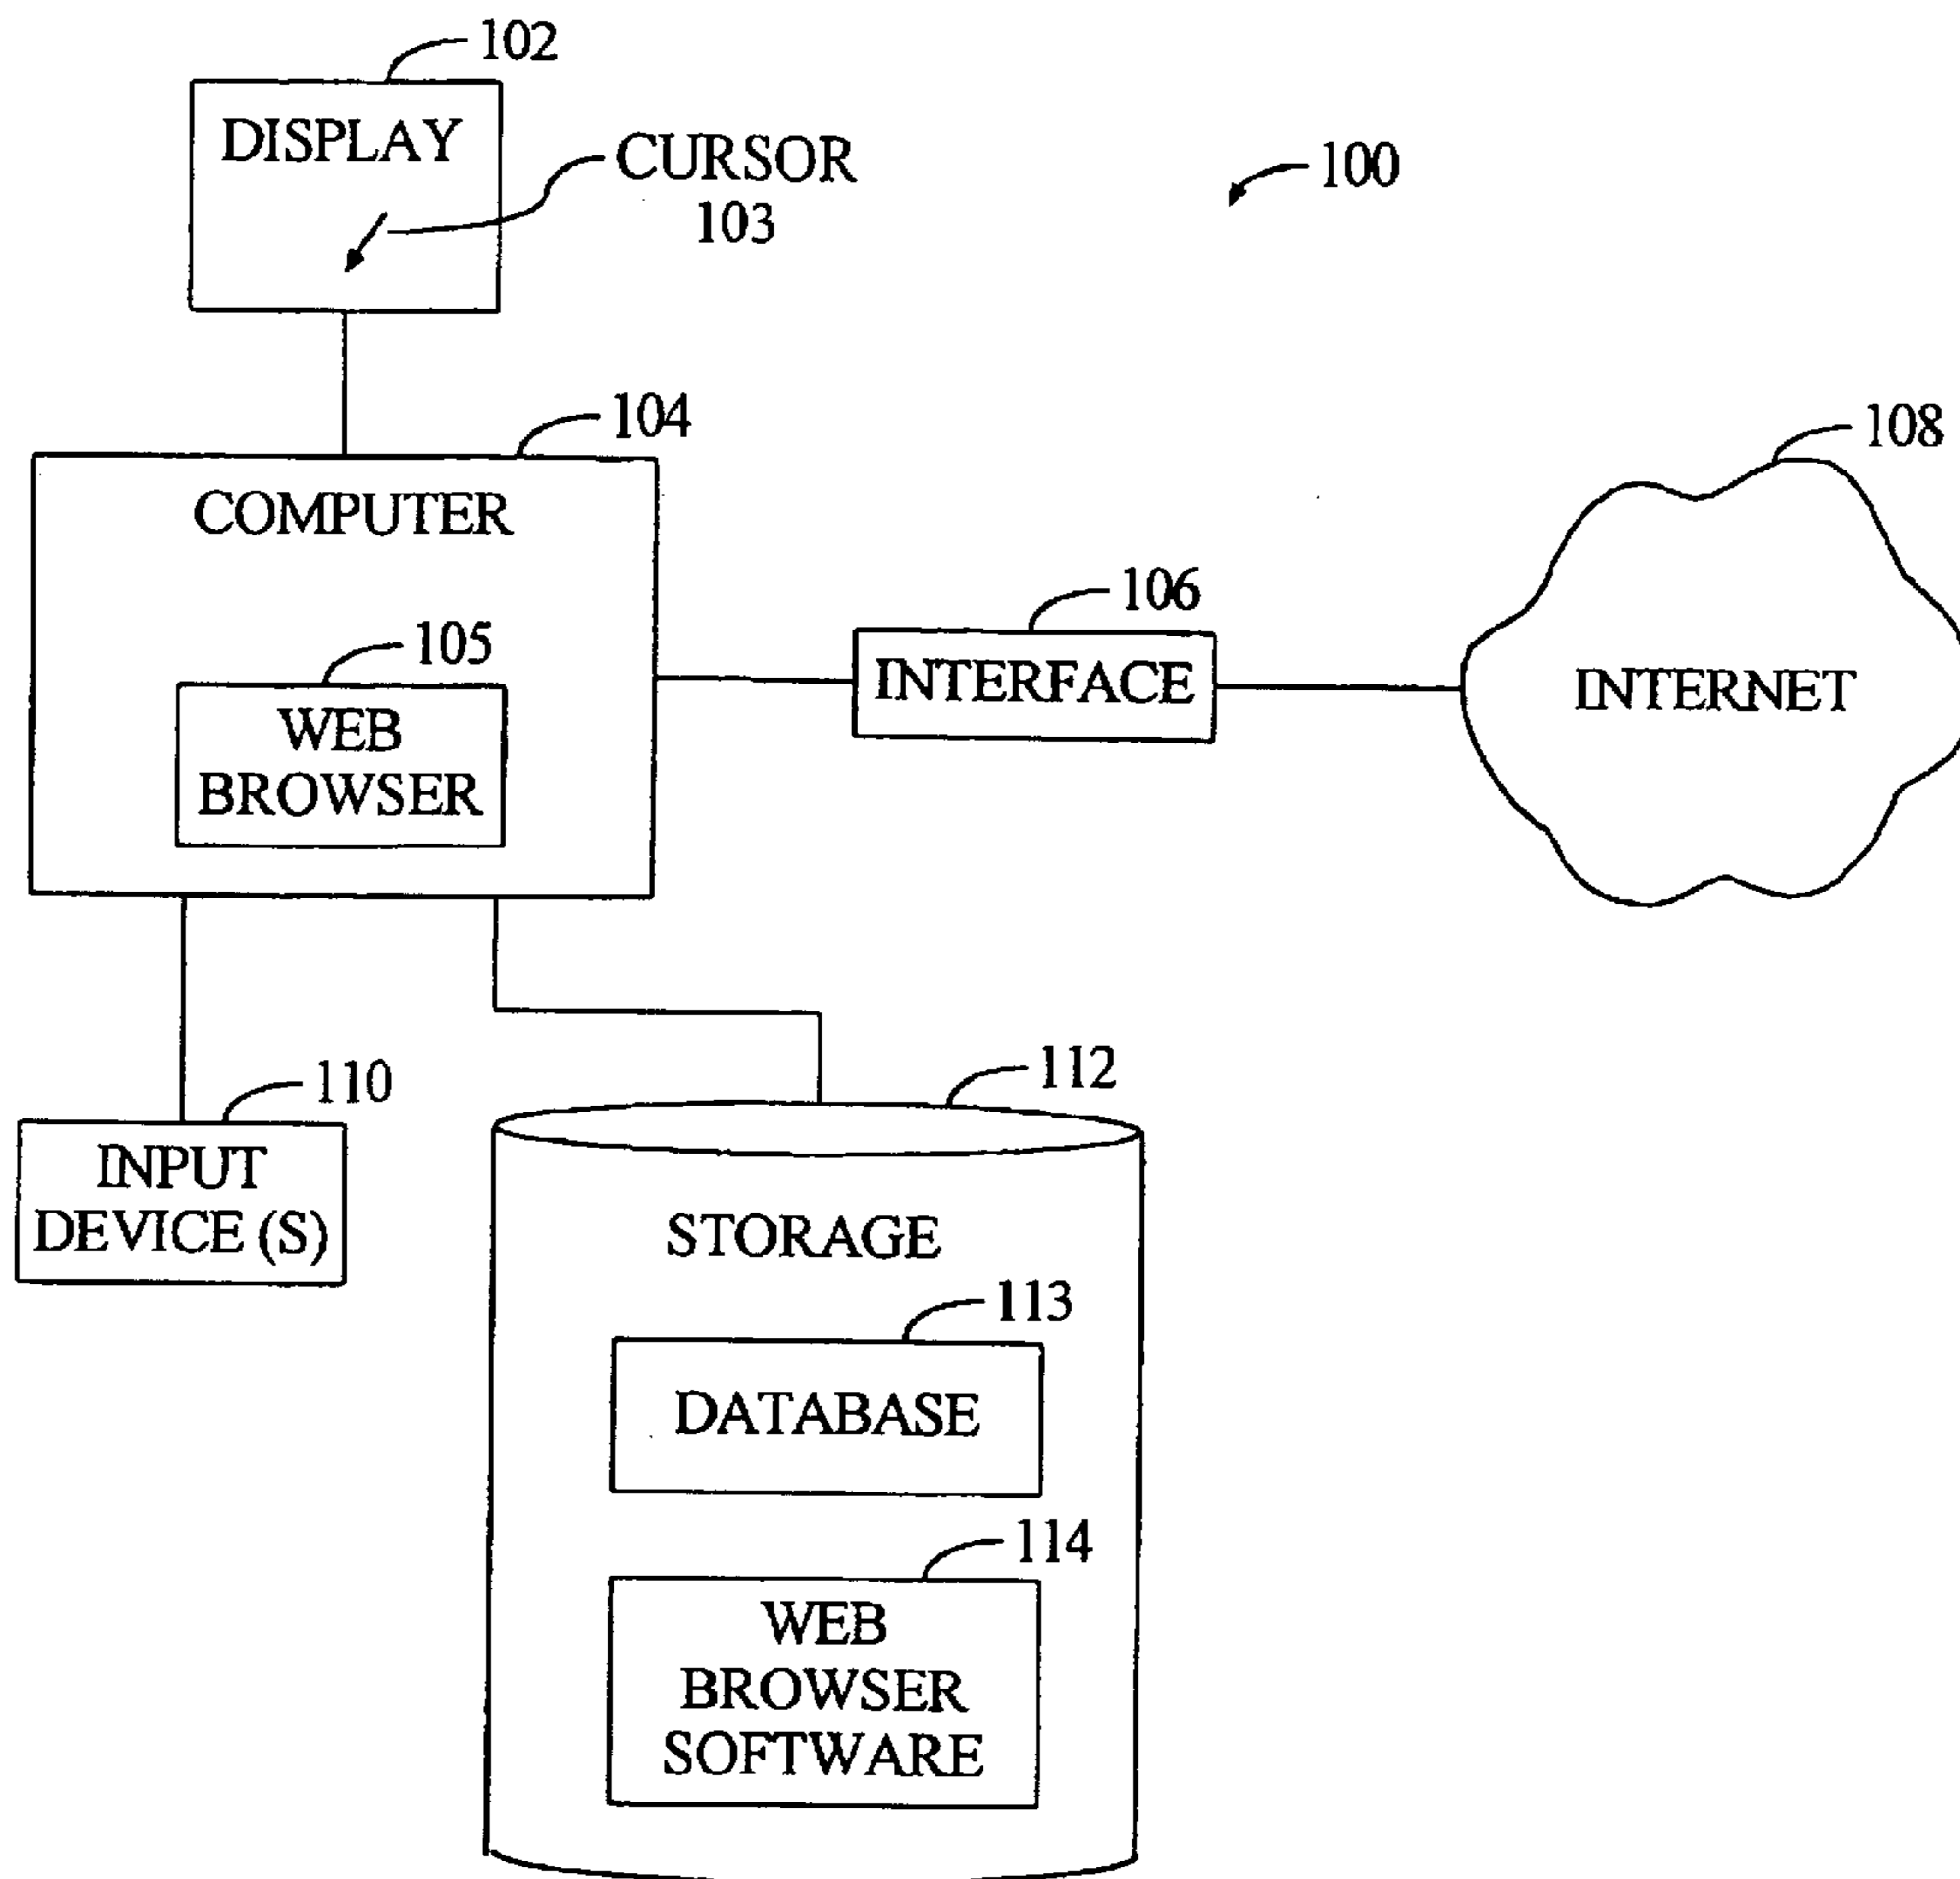 102
DISPLAY
CURSOR
103
100
104
COMPUTER
108
106
INTERFACE
INTERNET
105
WEB
BROWSER
110
INPUT
DEVICE (S)
112
STORAGE
113
DATABASE
114
WEB
BROWSER
SOFTWARE